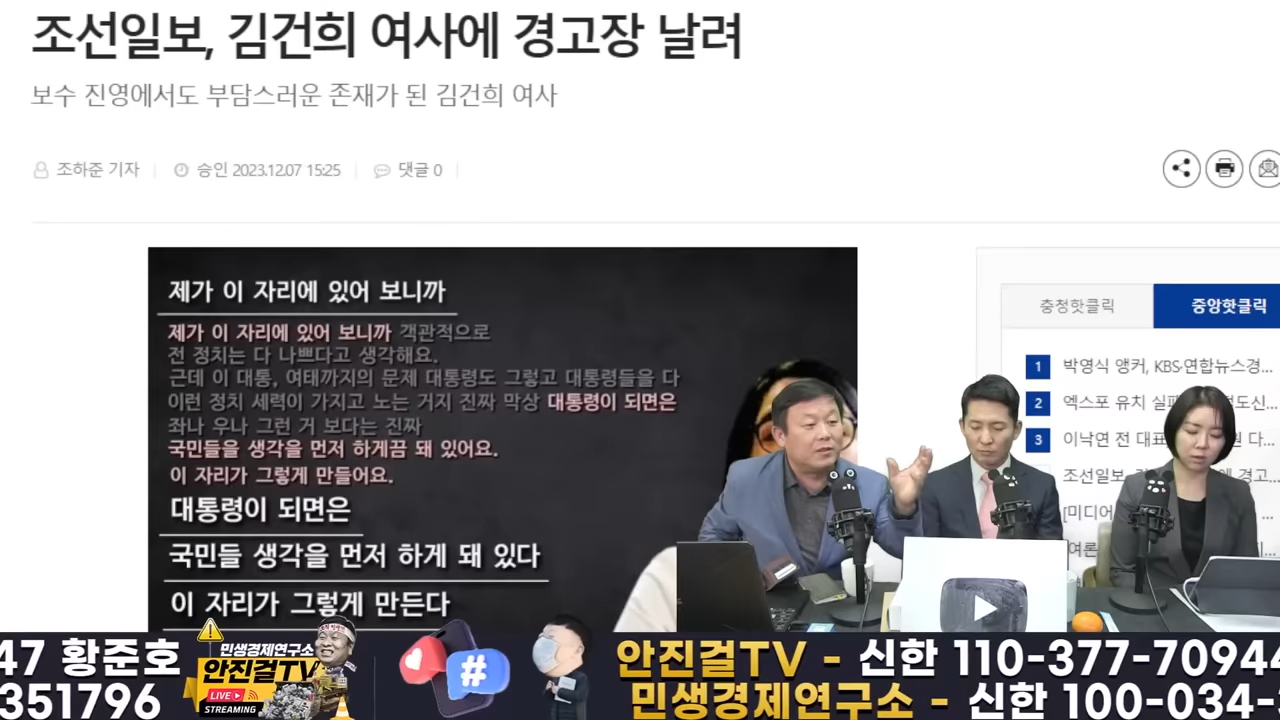 조선일보, 김건희 여사에 경고장 날려
보수 진영에서도 부담스러운 존재가 된 김건희 여사
조하준 기자
승인 2023.12.07 15:25
댓글 0
제가 이 자리에 있어 보니까
제가 이 자리에 있어 보니까 객관적으로
전 정치는 다 나쁘다고 생각해요.
근데 이 대통, 여태까지의 문제 대통령도 그렇고 대통령들을 다
이런 정치 세력이 가지고 노는 거지 진짜 막상 대통령이 되면은
좌나 우나 그런 거 보다는 진짜
국민들을 생각을 먼저 하게끔 돼 있어요.
이 자리가 그렇게 만들어요.
대통령이 되면은
국민들 생각을 먼저 하게 돼 있다
이 자리가 그렇게 만든다
충청핫클릭
중앙핫클릭
1 박영식 앵커, KBS·연합뉴스경...
2 엑스포 유치
3 이낙연 전
조선일보,
경고...
[미디어
47 황준호
351796
민생경제연구소
안진걸TV
LIVE
STREAMING
#
안진걸TV - 신한 110-377-70944
민생경제연구소 - 신한 100-034-